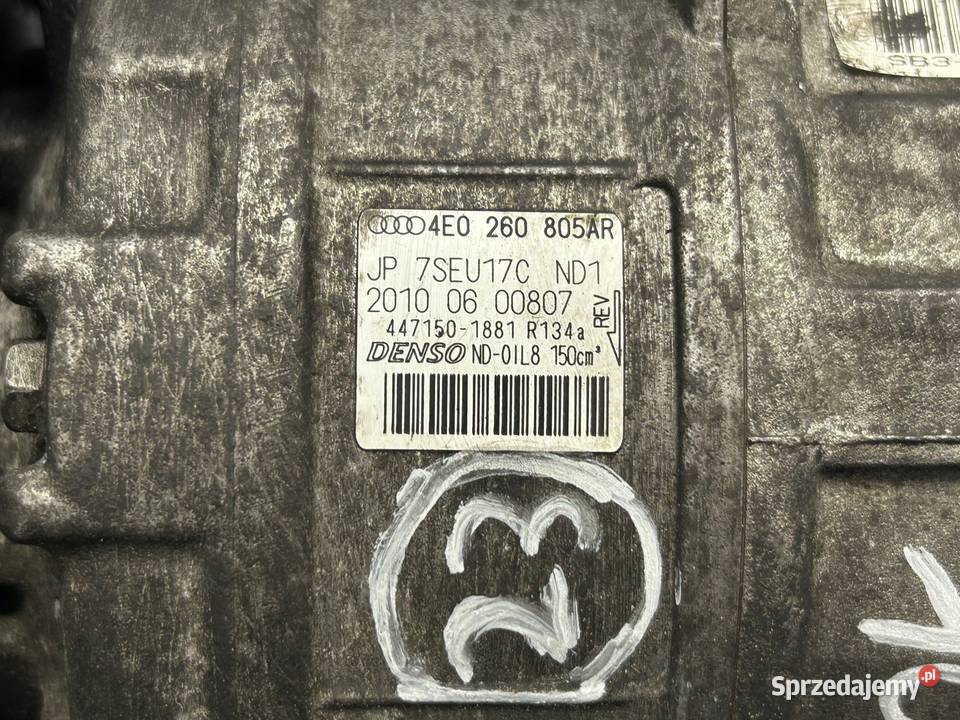 SB3
4E0 260 805AR
JP 7SEU17C ND1
2010 06 00807
447150-1881 R134a
REV
DENSO ND-OIL8 150cm³
23
Sprzedajemy.pl